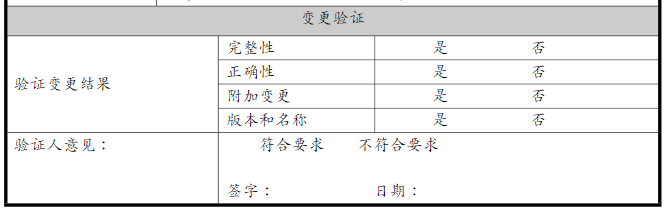 变更验证
验证变更结果
完整性 是 否
正确性 是 否
附加变更 是 否
版本和名称 是 否
验证人意见：
符合要求 不符合要求
签字： 日期：